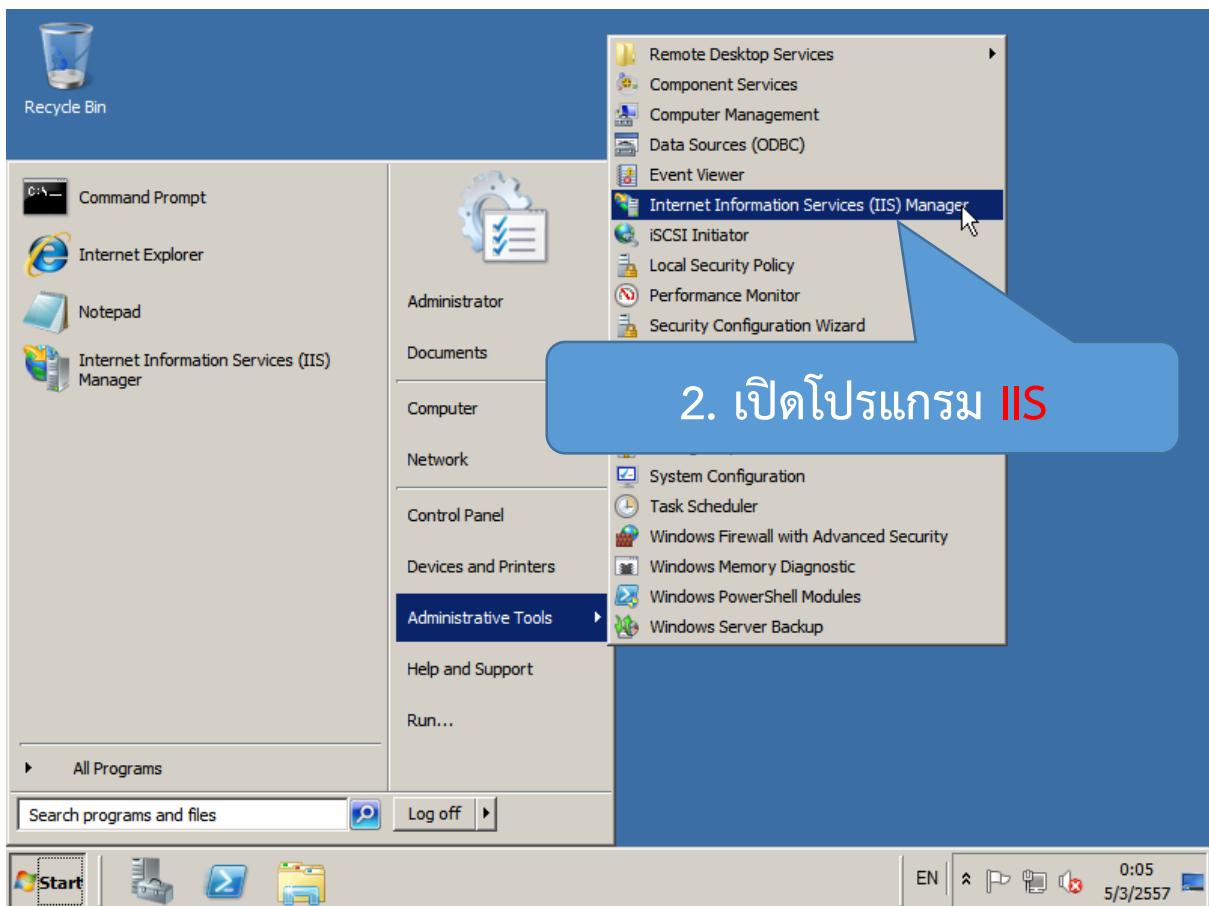 Recycle Bin
Command Prompt
Internet Explorer
Notepad
Internet Information Services (IIS)
Manager
All Programs
Search programs and files
Administrator
Documents
Computer
Network
Control Panel
Devices and Printers
Administrative Tools
Help and Support
Run...
Log off
Remote Desktop Services
Component Services
Computer Management
Data Sources (ODBC)
Event Viewer
Internet Information Services (IIS) Manager
iSCSI Initiator
Local Security Policy
Performance Monitor
Security Configuration Wizard
2. เปิดโปรแกรม IIS
System Configuration
Task Scheduler
Windows Firewall with Advanced Security
Windows Memory Diagnostic
Windows PowerShell Modules
Windows Server Backup
Start
EN
0:05
5/3/2557